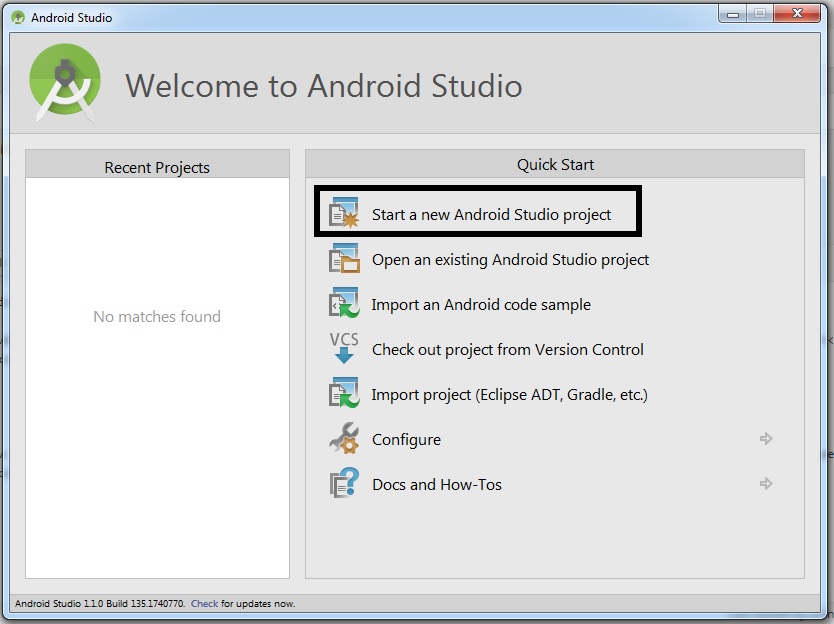 Android Studio
Welcome to Android Studio
Recent Projects
No matches found
Quick Start
Start a new Android Studio project
Open an existing Android Studio project
Import an Android code sample
VCS
Check out project from Version Control
Import project (Eclipse ADT, Gradle, etc.)
Configure
Docs and How-Tos
Android Studio 1.1.0 Build 135.1740770. Check for updates now.